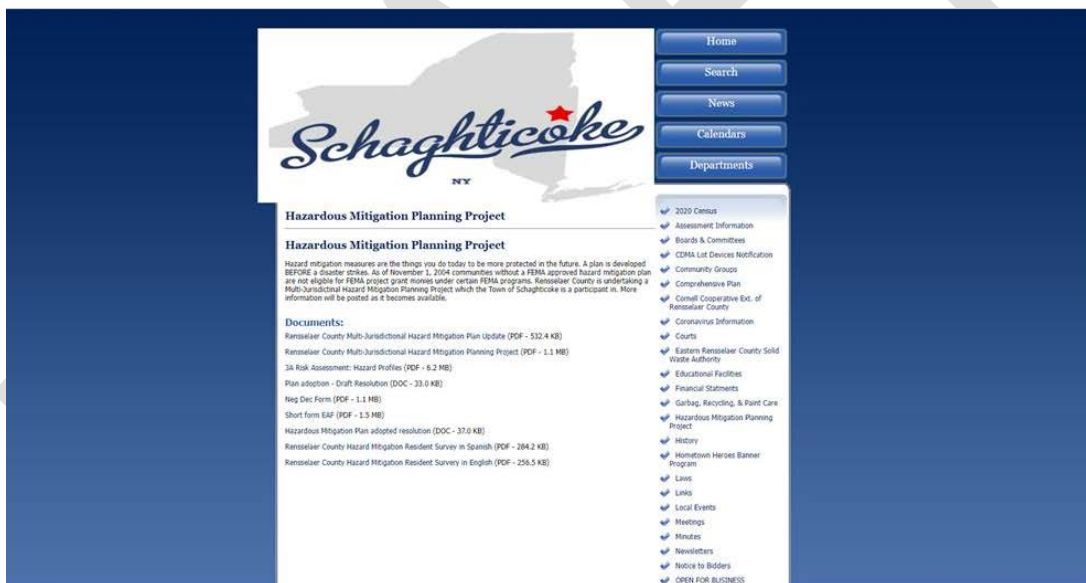 Schaghticoke
NY
Home
Search
News
Calendars
Departments
Hazardous Mitigation Planning Project
Hazardous Mitigation Planning Project
Hazard mitigation measures are the things you do today to be more protected in the future. A plan is developed
BEFORE a disaster strikes. As of November 1, 2004 communities without a FEMA approved hazard mitigation plan
are not eligible for FEMA project grant monies under certain FEMA programs. Rensselaer County is undertaking a
Multi-Jurisdictinal Hazard Mitigation Planning Project which the Town of Schaghticoke is a participant in. More
information will be posted as it becomes available.
Documents:
Rensselaer County Multi-Jurisdictional Hazard Mitigation Plan Update (PDF - 532.4 KB)
Rensselaer County Multi-Jurisdictional Hazard Mitigation Planning Project (PDF - 1.1 MB)
3A Risk Assessment: Hazard Profiles (PDF - 6.2 MB)
Plan adoption - Draft Resolution (DOC - 33.0 KB)
Neg Dec Form (PDF - 1.1 MB)
Short form EAF (PDF - 1.5 MB)
Hazardous Mitigation Plan adopted resolution (DOC - 37.0 KB)
Rensselaer County Hazard Mitigation Resident Survey in Spanish (PDF - 264.2 KB)
Rensselaer County Hazard Mitigation Resident Survery in English (PDF - 256.5 KB)
2020 Census
Assessment Information
Boards & Committees
CDMA Lot Devices Notification
Community Groups
Comprehensive Plan
Cornell Cooperative Ext. of
Rensselaer County
Coronavirus Information
Courts
Eastern Rensselaer County Solid
Waste Authority
Educational Facilities
Financial Statments
Garbag, Recycling, & Paint Care
Hazardous Mitigation Planning
Project
History
Hometown Heroes Banner
Program
Laws
Links
Local Events
Meetings
Minutes
Newsletters
Notice to Bidders
OPEN FOR BUSINESS